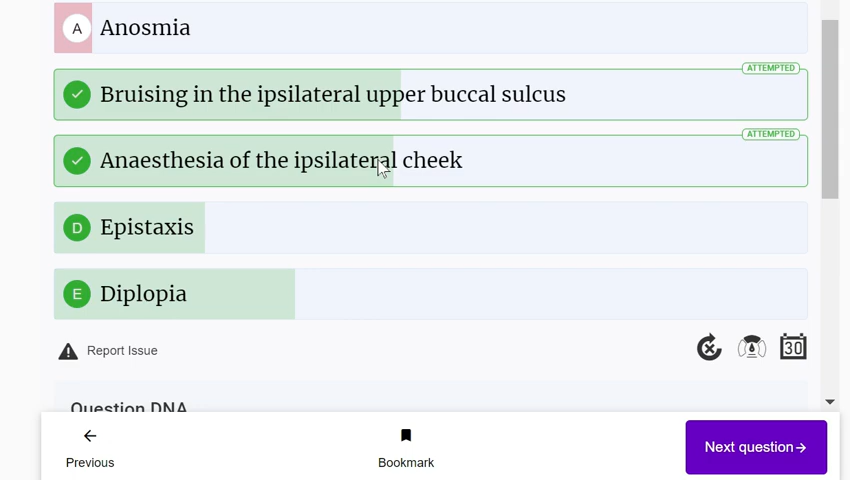 A Anosmia
ATTEMPTED
Bruising in the ipsilateral upper buccal sulcus
ATTEMPTED
Anaesthesia of the ipsilateral cheek
D Epistaxis
E Diplopia
Report Issue
30
Question DNA
Previous
Bookmark
Next question→